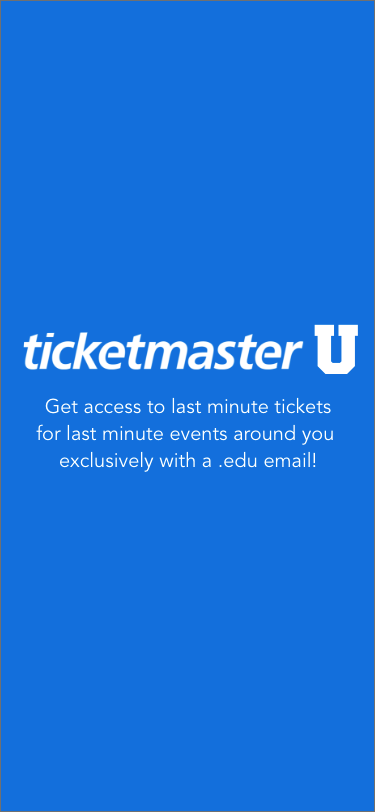 ticketmaster U
Get access to last minute tickets
for last minute events around you
exclusively with a .edu email!